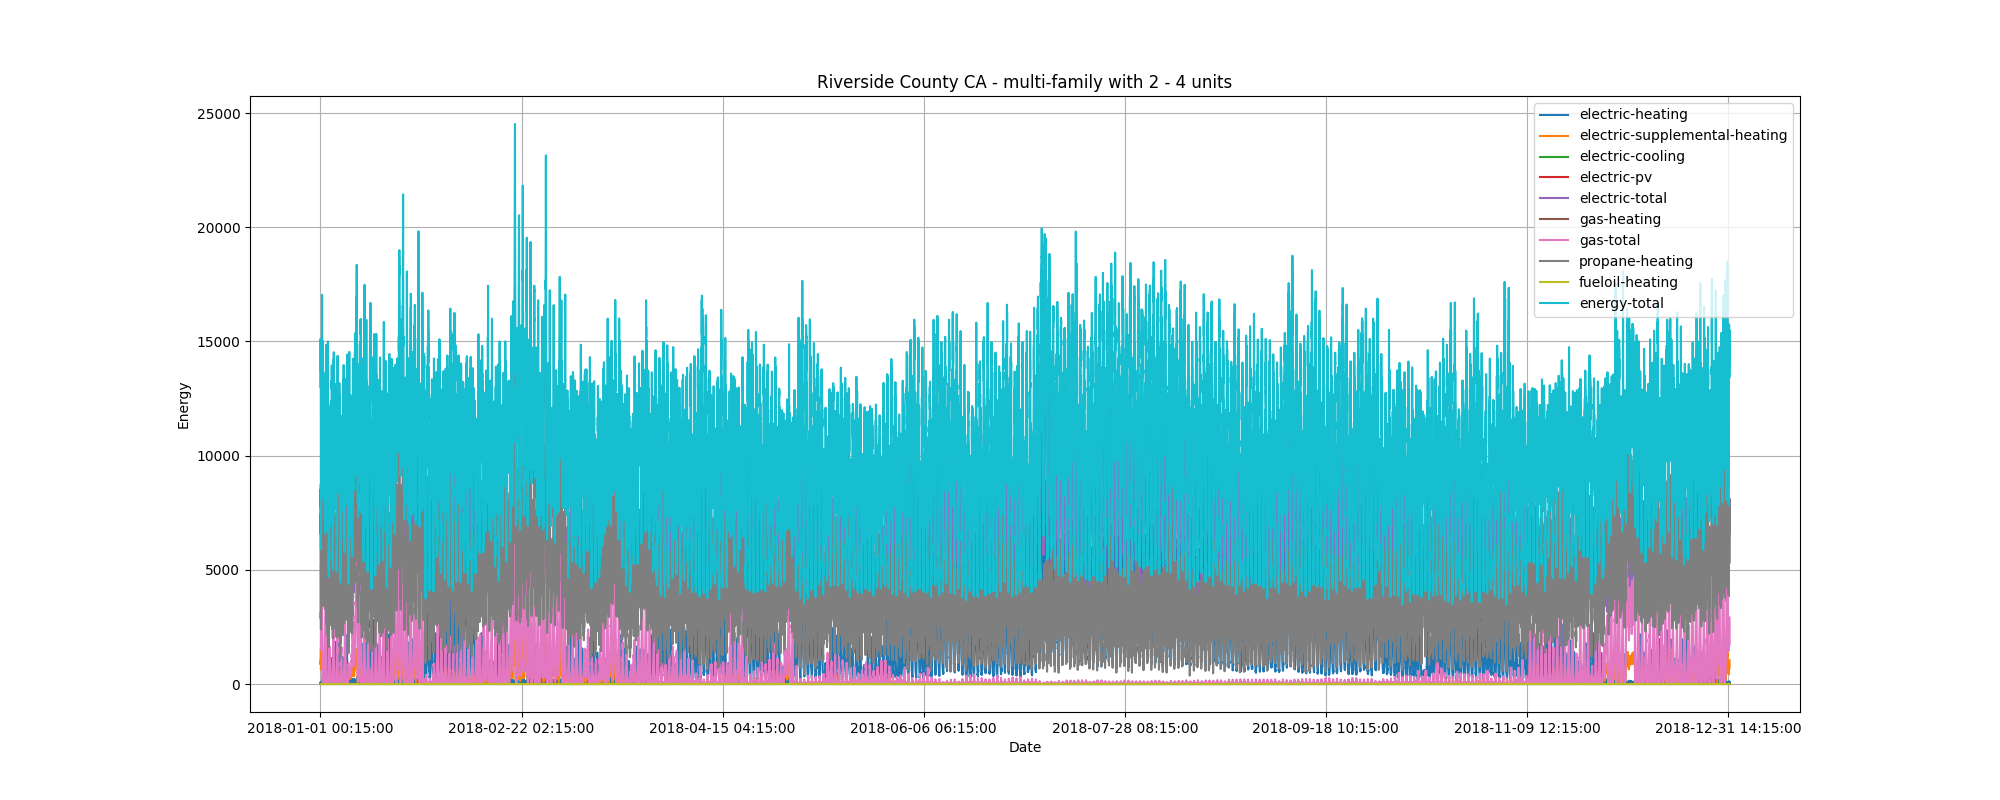 Riverside County CA - multi-family with 2 - 4 units
25000
20000
15000
10000
5000
0
Energy
electric-heating
electric-supplemental-heating
electric-cooling
electric-pv
electric-total
gas-heating
gas-total
propane-heating
fueloil-heating
energy-total
2018-01-01 00:15:00
2018-02-22 02:15:00
2018-04-15 04:15:00
2018-06-06 06:15:00
2018-07-28 08:15:00
2018-09-18 10:15:00
2018-11-09 12:15:00
2018-12-31 14:15:00
Date